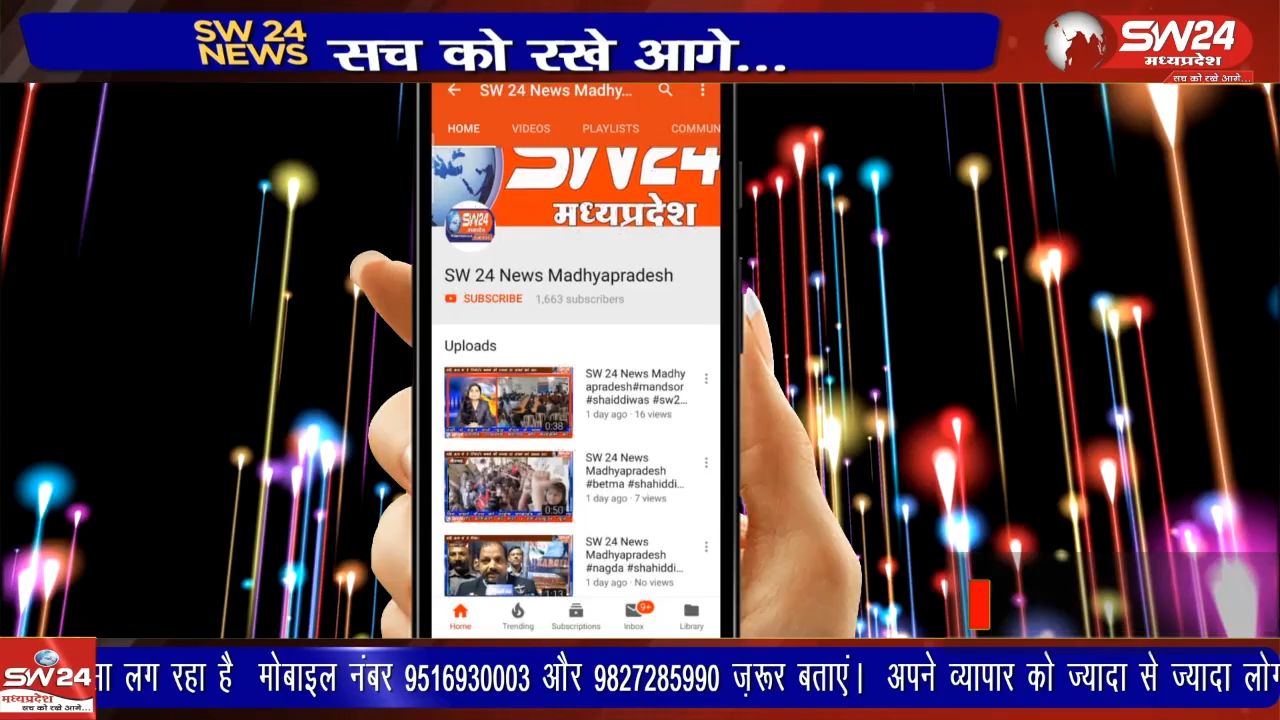 SW 24
NEWS
सच को रखे आगे...
SW24
मध्यप्रदेश
सच को रखे आगे...
SW 24 News Madhy...
HOME VIDEOS PLAYLISTS COMMUN
SW24
मध्यप्रदेश
SW24
SW 24 News Madhyapradesh
SUBSCRIBE 1,663 subscribers
Uploads
SW 24 News Madhy
apradesh#mandsor
#shaiddiwas #sw2...
1 day ago · 16 views
0:38
SW 24 News
Madhyapradesh
#betma #shahiddi...
1 day ago · 7 views
0:50
SW 24 News
Madhyapradesh
#nagda #shahiddi...
1 day ago · No views
1:13
9+
Home Trending Subscriptions Inbox Library
SW24
मध्यप्रदेश
सच को रखे आगे...
लग रहा है मोबाइल नंबर 9516930003 और 9827285990 ज़रूर बताएं। अपने व्यापार को ज्यादा से ज्यादा